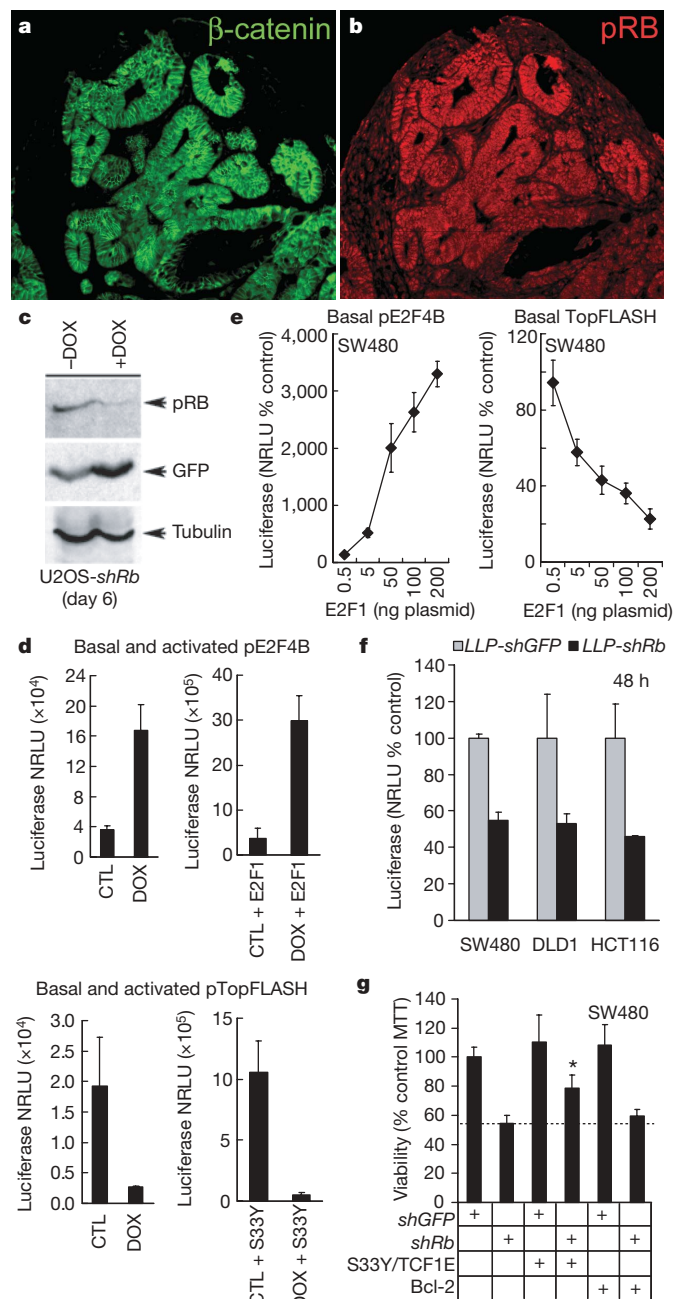 a β-catenin
b pRB
c
–DOX
+DOX
pRB
GFP
Tubulin
U2OS-shRb
(day 6)
e
Basal pE2F4B
SW480
Luciferase (NRLU % control)
4,000
3,000
2,000
1,000
0
0.5 5 50 100 200
E2F1 (ng plasmid)
Basal TopFLASH
SW480
Luciferase (NRLU % control)
120
80
40
0
0.5 5 50 100 200
E2F1 (ng plasmid)
d
Basal and activated pE2F4B
Luciferase NRLU (×10⁴)
24
20
16
12
8
4
0
CTL
DOX
Luciferase NRLU (×10⁵)
40
30
20
10
0
CTL + E2F1
DOX + E2F1
Basal and activated pTopFLASH
Luciferase NRLU (×10⁴)
3.0
2.5
2.0
1.5
1.0
0.5
0.0
CTL
DOX
Luciferase NRLU (×10⁵)
15
10
5
0
CTL + S33Y
DOX + S33Y
f
LLP-shGFP LLP-shRb
48 h
Luciferase (NRLU % control)
140
120
100
80
60
40
20
0
SW480 DLD1 HCT116
g
SW480
Viability (% control MTT)
140
120
100
80
60
40
20
0
*
shGFP + + +
shRb + + +
S33Y/TCF1E + +
Bcl-2 + +